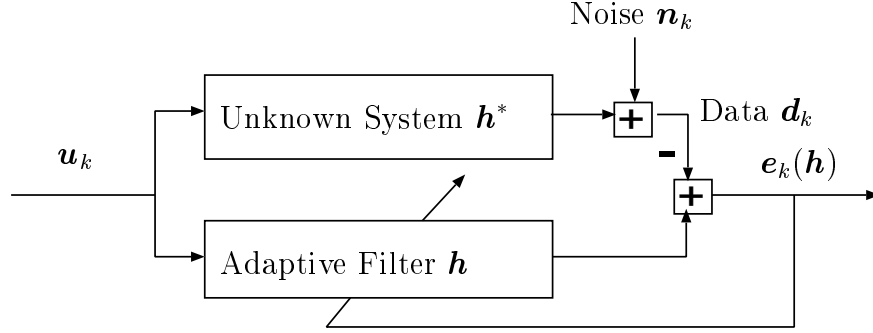 Noise n_k
Unknown System h*
+
Data d_k
u_k
-
e_k(h)
+
Adaptive Filter h